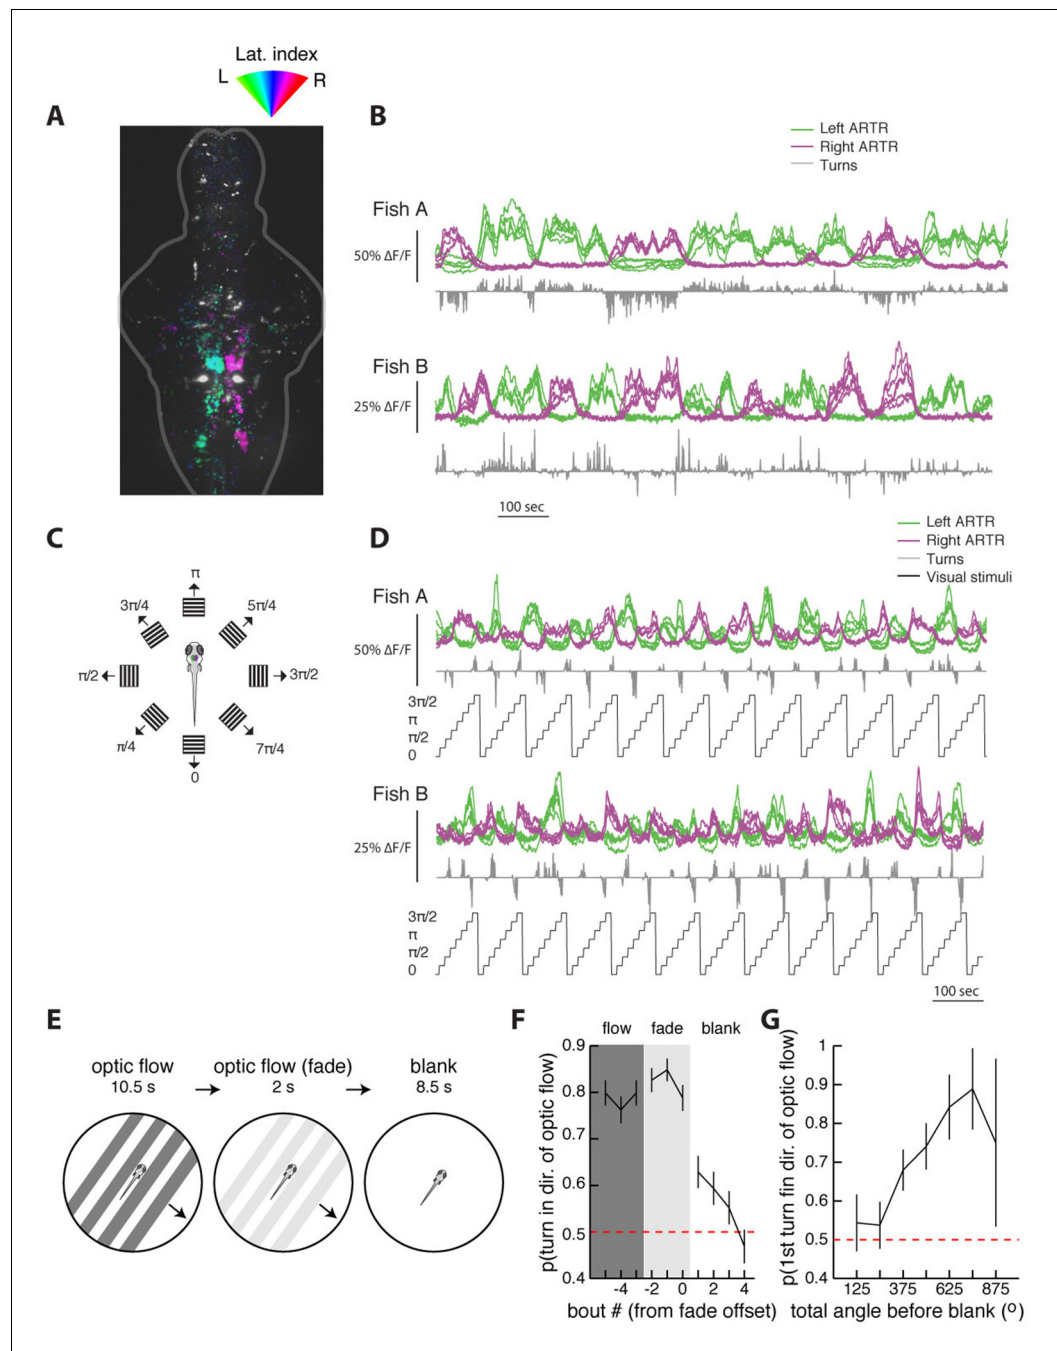 Lat. index
L R
A
B
Left ARTR
Right ARTR
Turns
Fish A
50% ΔF/F
Fish B
25% ΔF/F
100 sec
C
π
3π/4 5π/4
π/2 3π/2
π/4 7π/4
0
D
Left ARTR
Right ARTR
Turns
Visual stimuli
Fish A
50% ΔF/F
3π/2
π
π/2
0
Fish B
25% ΔF/F
3π/2
π
π/2
0
100 sec
E
optic flow
10.5 s
optic flow (fade)
2 s
blank
8.5 s
F
flow fade blank
p(turn in dir. of optic flow)
0.9
0.8
0.7
0.6
0.5
0.4
-4 -2 0 2 4
bout # (from fade offset)
G
p(1st turn fin dir. of optic flow)
1
0.9
0.8
0.7
0.6
0.5
0.4
125 375 625 875
total angle before blank (º)